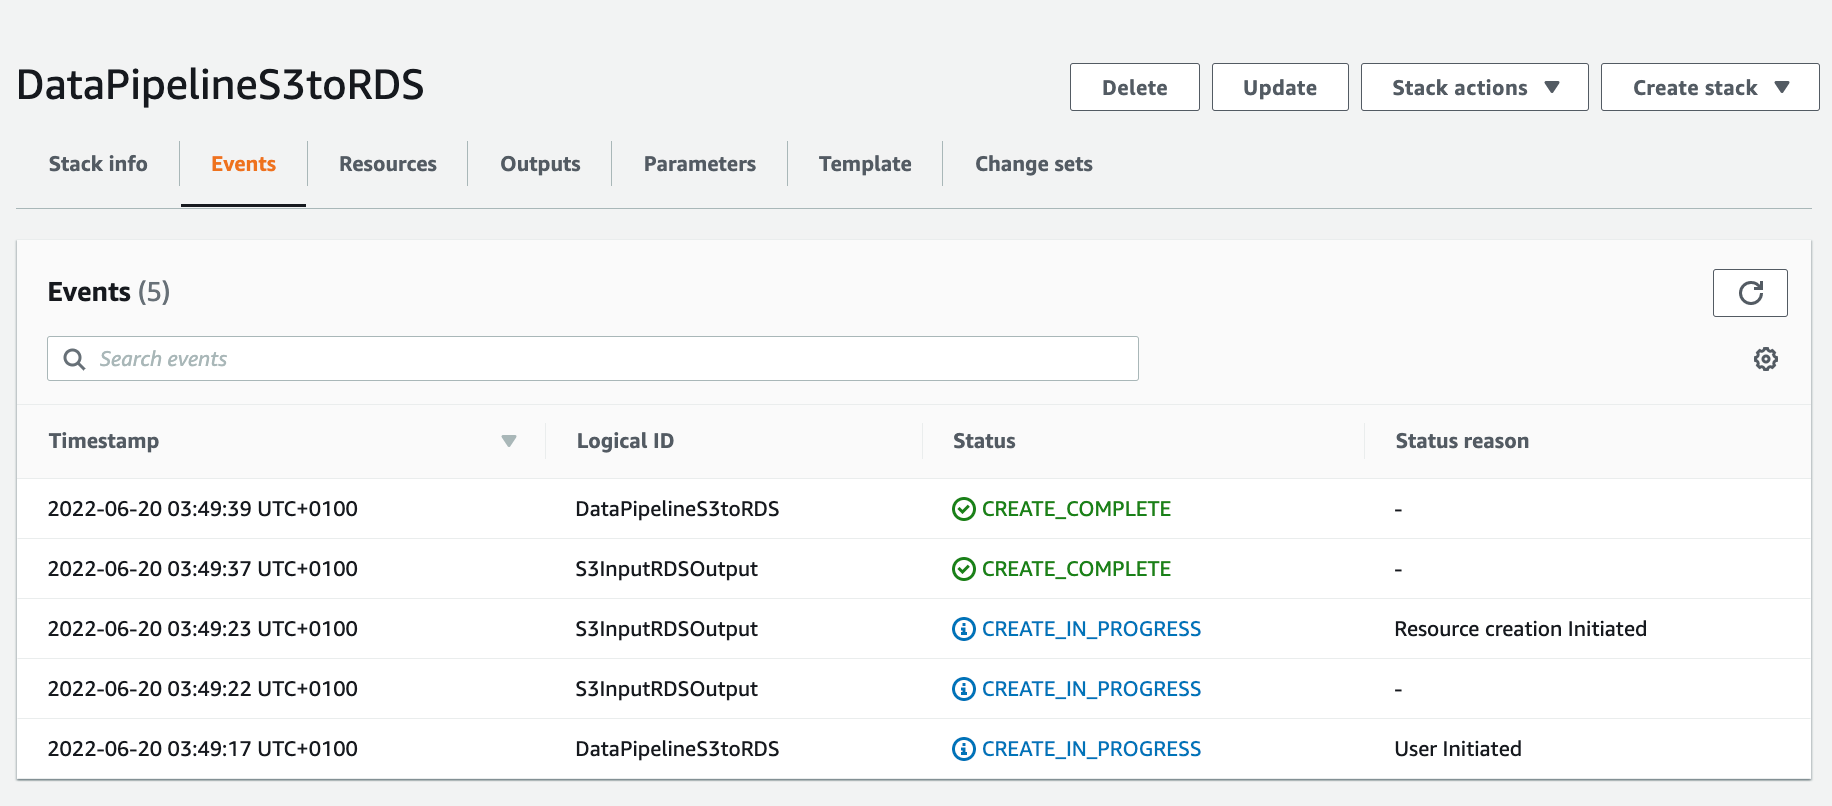 DataPipelineS3toRDS
Delete Update Stack actions Create stack
Stack info Events Resources Outputs Parameters Template Change sets
Events (5)
Search events
Timestamp Logical ID Status Status reason
2022-06-20 03:49:39 UTC+0100 DataPipelineS3toRDS CREATE_COMPLETE -
2022-06-20 03:49:37 UTC+0100 S3InputRDSOutput CREATE_COMPLETE -
2022-06-20 03:49:23 UTC+0100 S3InputRDSOutput CREATE_IN_PROGRESS Resource creation Initiated
2022-06-20 03:49:22 UTC+0100 S3InputRDSOutput CREATE_IN_PROGRESS -
2022-06-20 03:49:17 UTC+0100 DataPipelineS3toRDS CREATE_IN_PROGRESS User Initiated